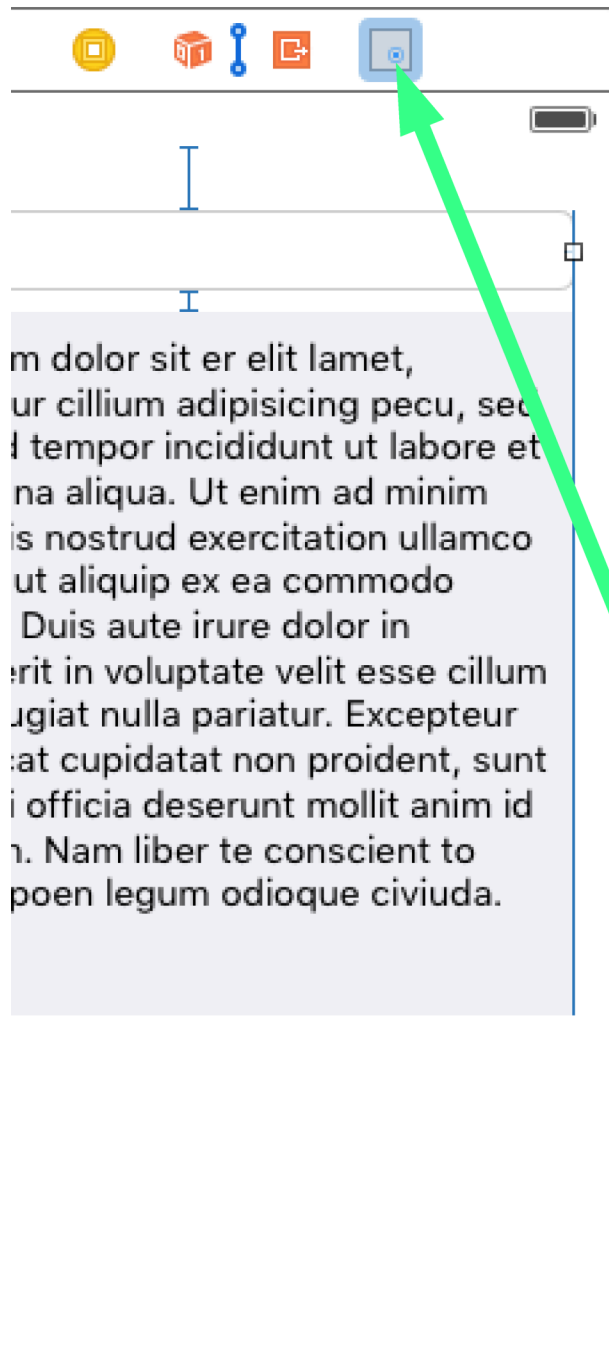 m dolor sit er elit lamet,
ur cillium adipisicing pecu, sed
tempor incididunt ut labore et
na aliqua. Ut enim ad minim
is nostrud exercitation ullamco
ut aliquip ex ea commodo
Duis aute irure dolor in
erit in voluptate velit esse cillum
ugiat nulla pariatur. Excepteur
at cupidatat non proident, sunt
i officia deserunt mollit anim id
. Nam liber te conscient to
poen legum odioque civiuda.